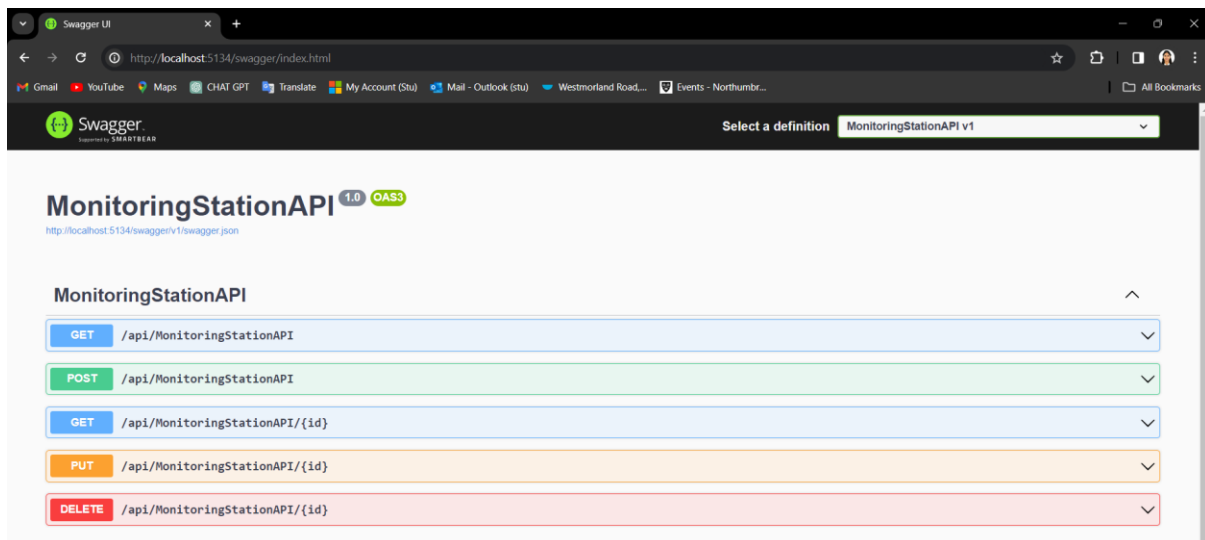 Swagger UI
http://localhost:5134/swagger/index.html
Gmail YouTube Maps CHAT GPT Translate My Account (Stu) Mail - Outlook (stu) Westmorland Road,... Events - Northumbr... All Bookmarks
Swagger. Select a definition MonitoringStationAPI v1
Supported by SMARTBEAR
MonitoringStationAPI 1.0 OAS3
http://localhost:5134/swagger/v1/swagger.json
MonitoringStationAPI
GET /api/MonitoringStationAPI
POST /api/MonitoringStationAPI
GET /api/MonitoringStationAPI/{id}
PUT /api/MonitoringStationAPI/{id}
DELETE /api/MonitoringStationAPI/{id}